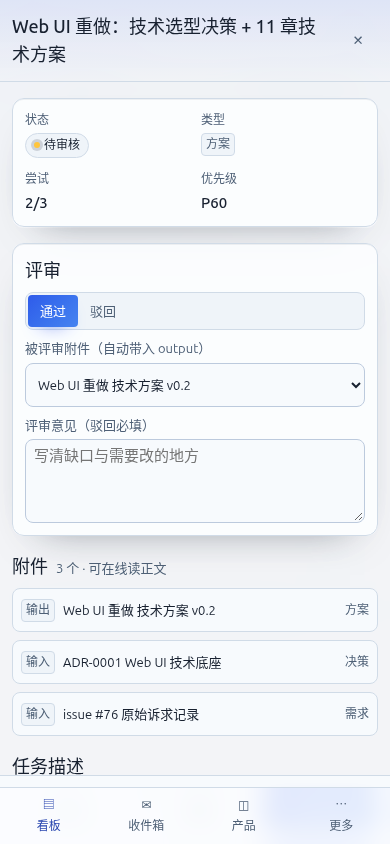 Web UI 重做：技术选型决策 + 11 章技
术方案
×
状态
类型
待审核
方案
尝试
优先级
2/3
P60
评审
通过
驳回
被评审附件（自动带入 output）
Web UI 重做 技术方案 v0.2
评审意见（驳回必填）
写清缺口与需要改的地方
附件 3 个 · 可在线读正文
输出 Web UI 重做 技术方案 v0.2 方案
输入 ADR-0001 Web UI 技术底座 决策
输入 issue #76 原始诉求记录 需求
任务描述
看板
收件箱
产品
更多